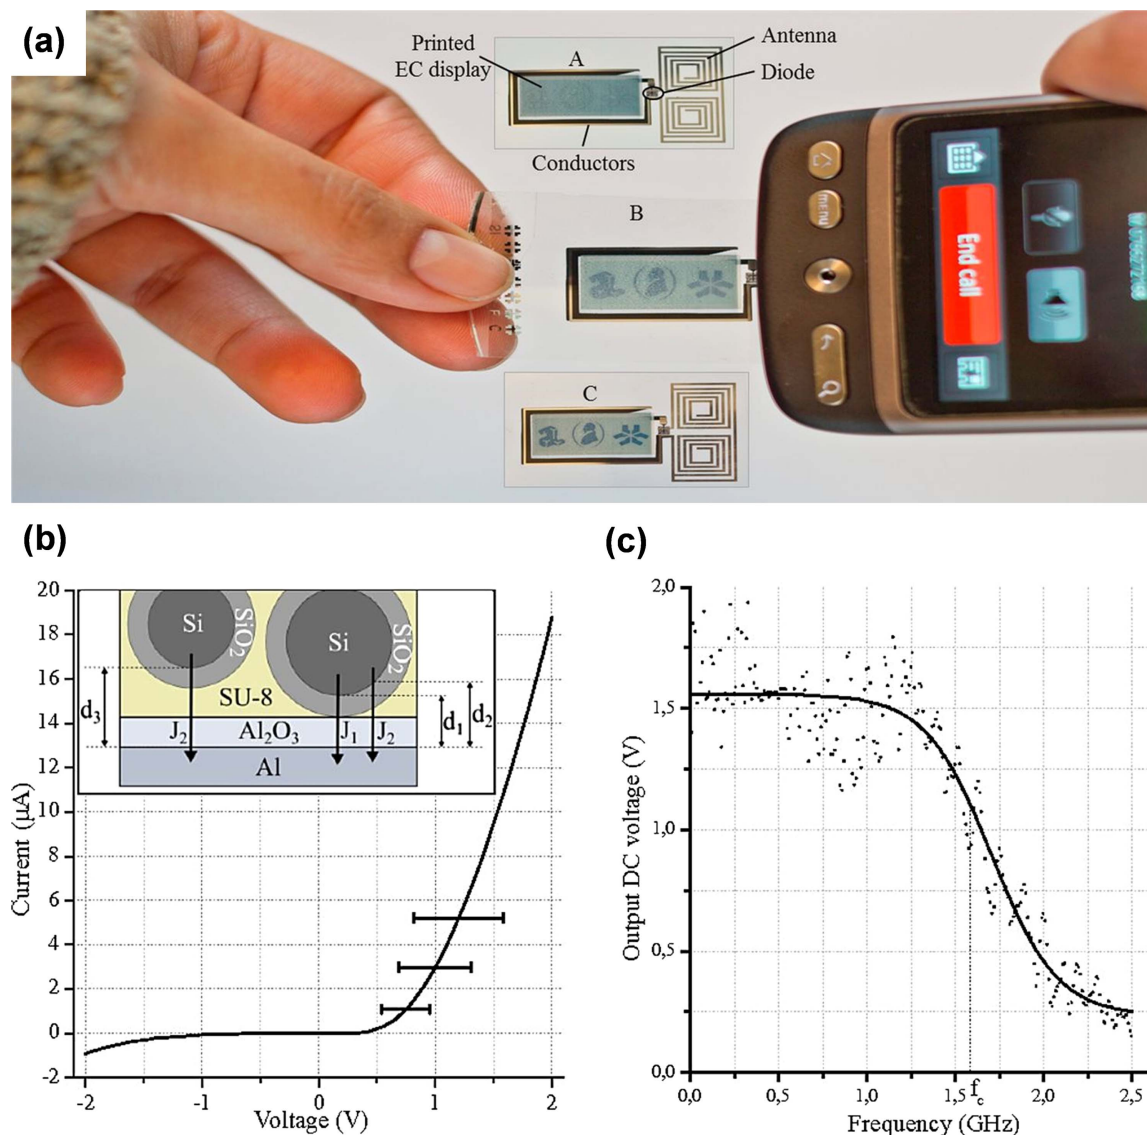 (a)
Printed
EC display
A
Antenna
Diode
Conductors
B
MENU
End call
C
(b)
(c)
20
18
16
14
12
10
8
6
4
2
0
-2
Current (µA)
Si
SiO₂
Si
SiO₂
SU-8
d₃
J₂
Al₂O₃
J₁
J₂
d₁
d₂
Al
-2
-1
0
1
2
Voltage (V)
2,0
1,5
1,0
0,5
0,0
Output DC voltage (V)
0,0
0,5
1,0
1,5
f꜀
2,0
2,5
Frequency (GHz)